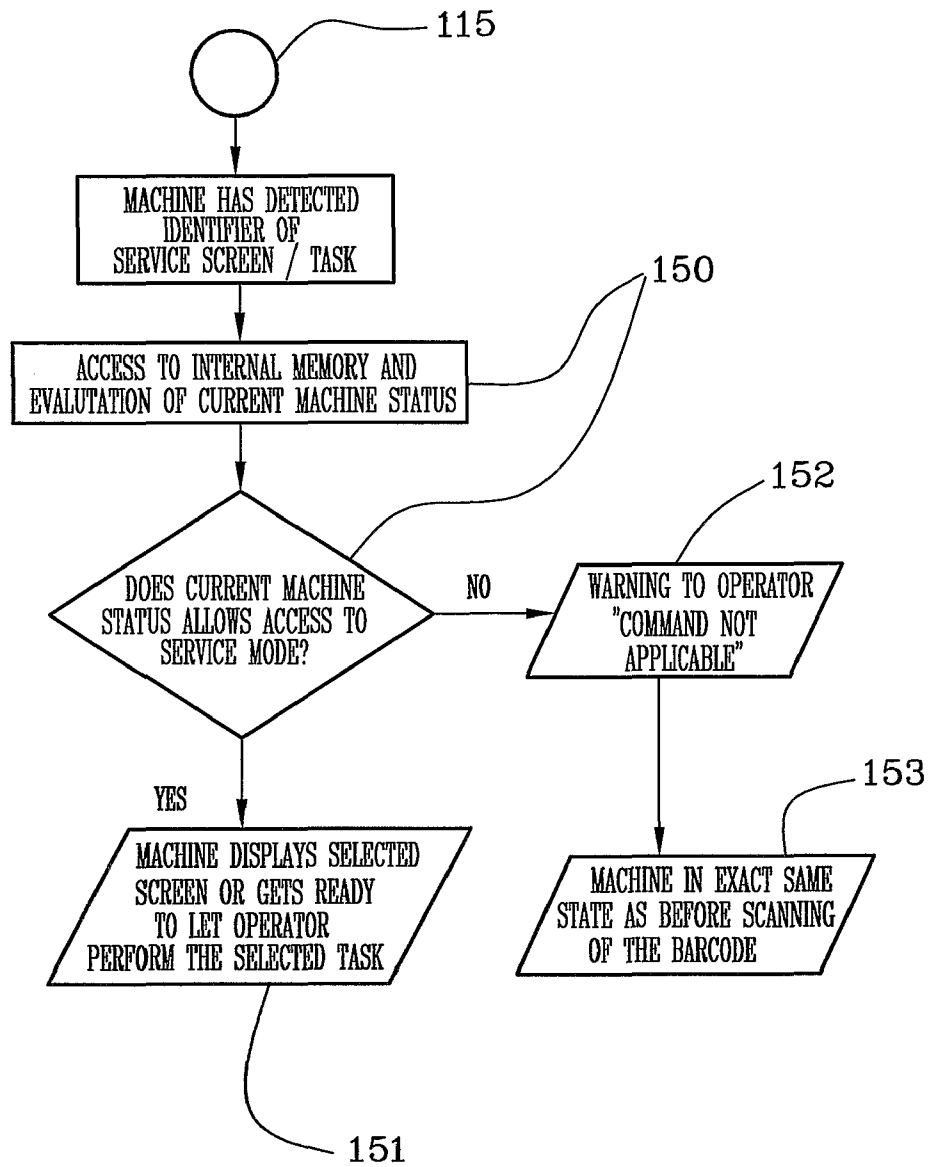 115
MACHINE HAS DETECTED
IDENTIFIER OF
SERVICE SCREEN / TASK
150
ACCESS TO INTERNAL MEMORY AND
EVALUTATION OF CURRENT MACHINE STATUS
152
DOES CURRENT MACHINE
STATUS ALLOWS ACCESS TO
SERVICE MODE?
NO
WARNING TO OPERATOR
"COMMAND NOT
APPLICABLE"
153
YES
MACHINE DISPLAYS SELECTED
SCREEN OR GETS READY
TO LET OPERATOR
PERFORM THE SELECTED TASK
MACHINE IN EXACT SAME
STATE AS BEFORE SCANNING
OF THE BARCODE
151